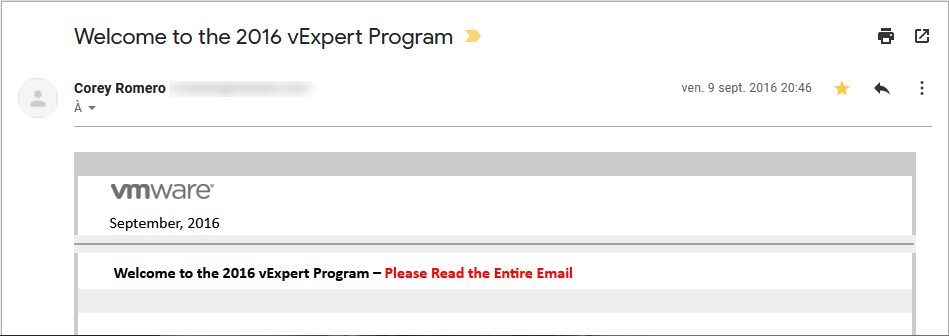 Welcome to the 2016 vExpert Program
Corey Romero
ven. 9 sept. 2016 20:46
À
vmware®
September, 2016
Welcome to the 2016 vExpert Program – Please Read the Entire Email